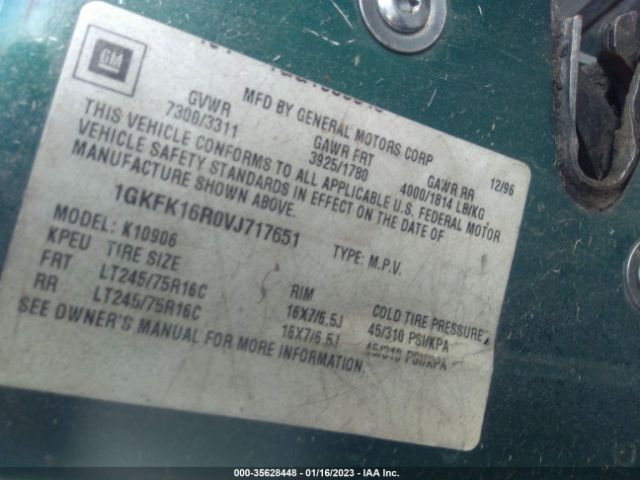 GM
MFD BY GENERAL MOTORS CORP 12/96
GVWR GAWR FRT GAWR RR
7300/3311 3925/1780 4000/1814 LB/KG
THIS VEHICLE CONFORMS TO ALL APPLICABLE U.S. FEDERAL MOTOR
VEHICLE SAFETY STANDARDS IN EFFECT ON THE DATE OF
MANUFACTURE SHOWN ABOVE.
1GKFK16R0VJ717651 TYPE: M.P.V.
MODEL: K10906
KPEU TIRE SIZE RIM COLD TIRE PRESSURE
FRT LT245/75R16C 16X7/6.5J 45/310 PSI/KPA
RR LT245/75R16C 16X7/6.5J 45/310 PSI/KPA
SEE OWNER'S MANUAL FOR MORE INFORMATION
000-35628448 - 01/16/2023 - IAA Inc.